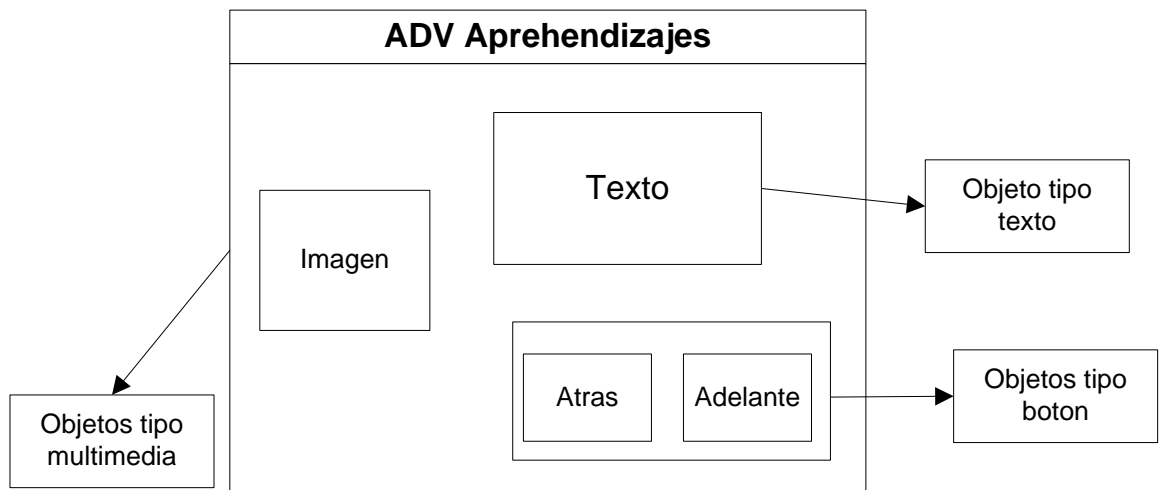 ADV Aprehendizajes
Texto
Objeto tipo
texto
Imagen
Atras
Adelante
Objetos tipo
boton
Objetos tipo
multimedia